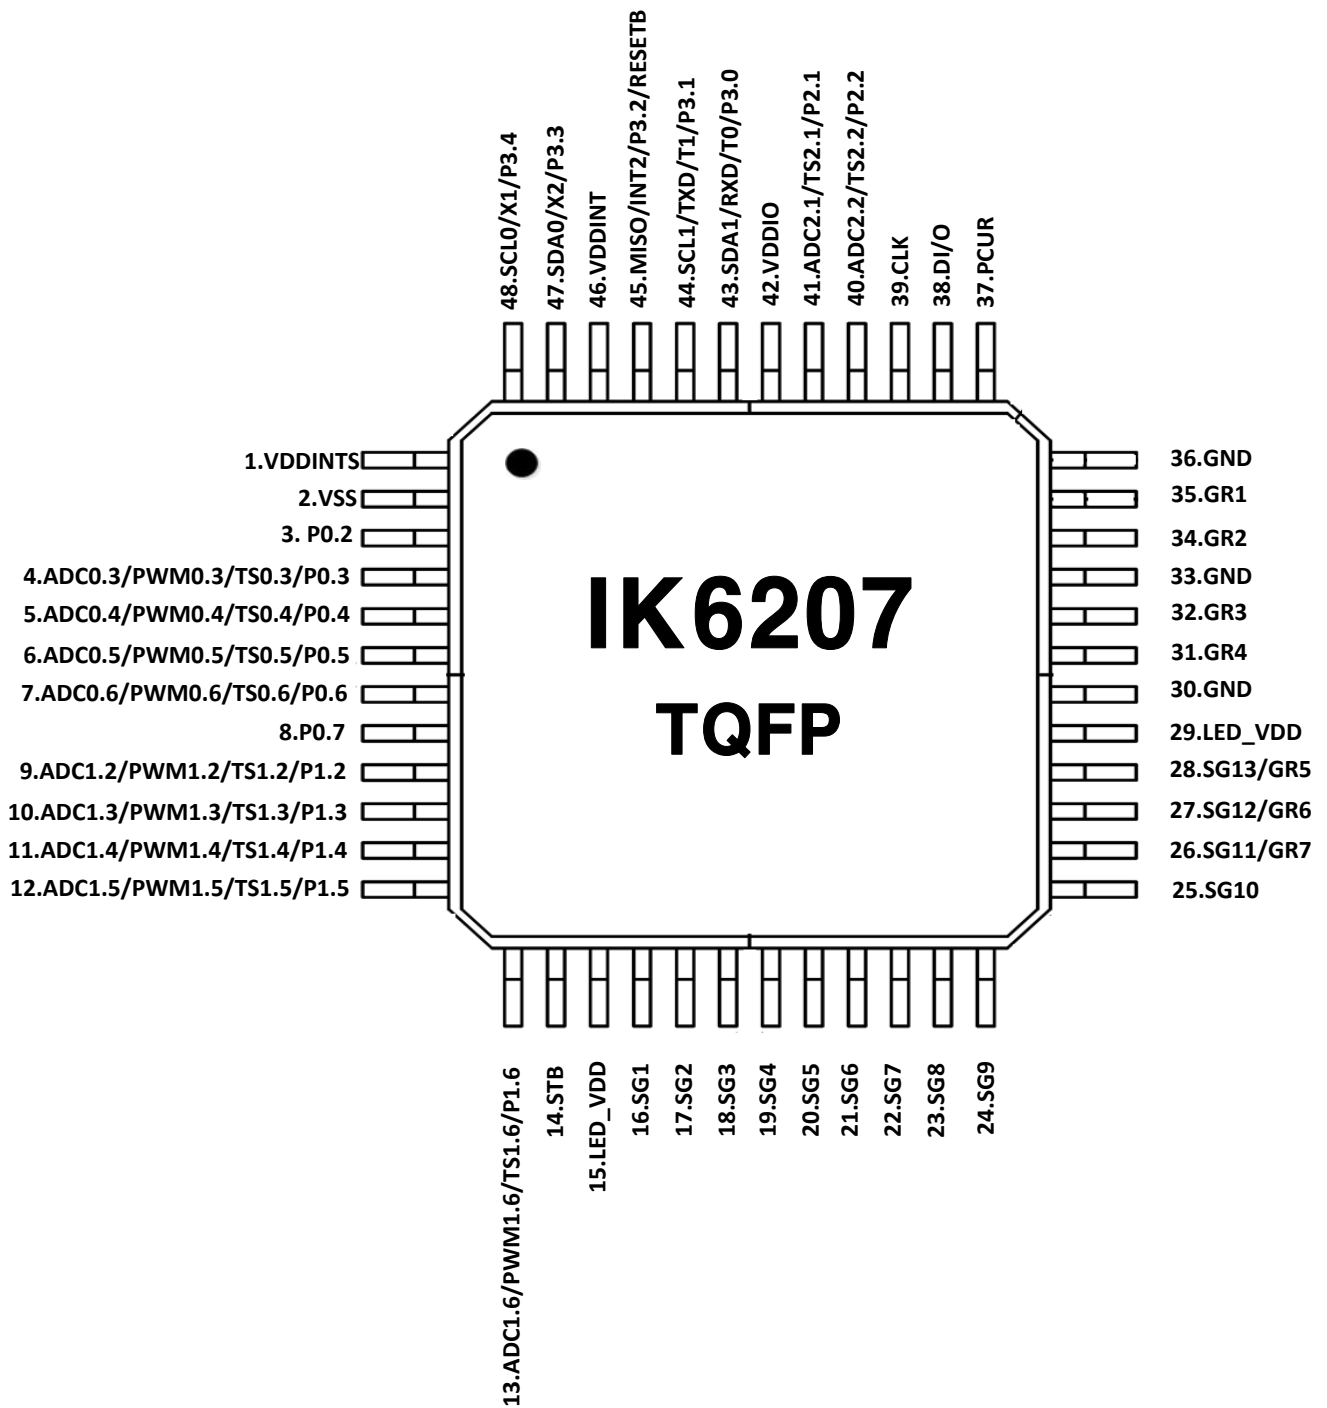 48.SCL0/X1/P3.4
47.SDA0/X2/P3.3
46.VDDINT
45.MISO/INT2/P3.2/RESETB
44.SCL1/TXD/T1/P3.1
43.SDA1/RXD/T0/P3.0
42.VDDIO
41.ADC2.1/TS2.1/P2.1
40.ADC2.2/TS2.2/P2.2
39.CLK
38.DI/O
37.PCUR
1.VDDINTS
2.VSS
3. P0.2
4.ADC0.3/PWM0.3/TS0.3/P0.3
5.ADC0.4/PWM0.4/TS0.4/P0.4
6.ADC0.5/PWM0.5/TS0.5/P0.5
7.ADC0.6/PWM0.6/TS0.6/P0.6
8.P0.7
9.ADC1.2/PWM1.2/TS1.2/P1.2
10.ADC1.3/PWM1.3/TS1.3/P1.3
11.ADC1.4/PWM1.4/TS1.4/P1.4
12.ADC1.5/PWM1.5/TS1.5/P1.5
IK6207
TQFP
36.GND
35.GR1
34.GR2
33.GND
32.GR3
31.GR4
30.GND
29.LED_VDD
28.SG13/GR5
27.SG12/GR6
26.SG11/GR7
25.SG10
13.ADC1.6/PWM1.6/TS1.6/P1.6
14.STB
15.LED_VDD
16.SG1
17.SG2
18.SG3
19.SG4
20.SG5
21.SG6
22.SG7
23.SG8
24.SG9